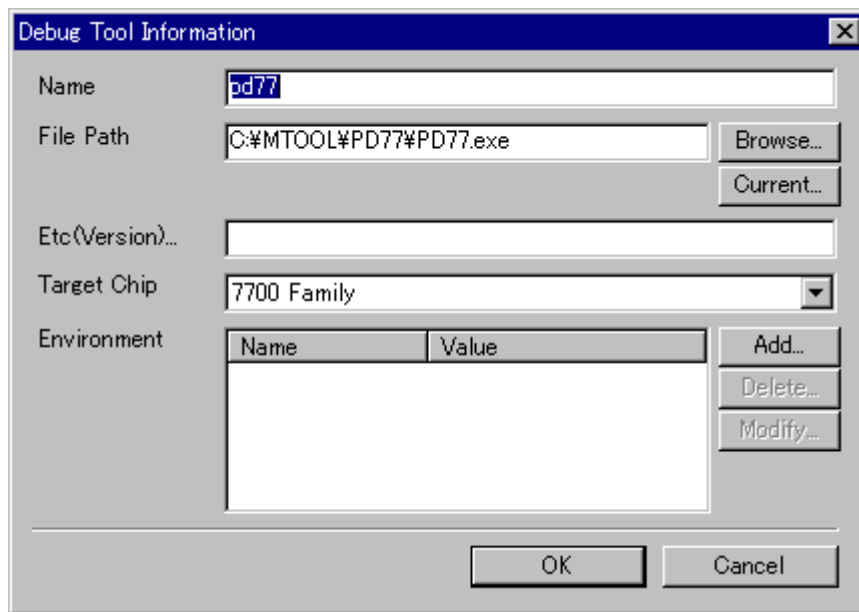 Debug Tool Information
Name
pd77
File Path
C:¥MTOOL¥PD77¥PD77.exe
Browse...
Current...
Etc(Version)...
Target Chip
7700 Family
Environment
Name Value
Add...
Delete...
Modify...
OK
Cancel